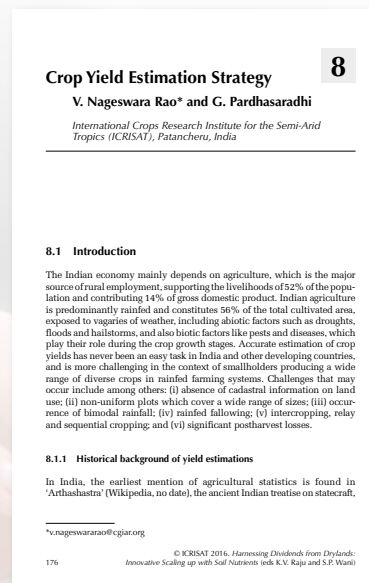 8
Crop Yield Estimation Strategy
V. Nageswara Rao* and G. Pardhasaradhi
International Crops Research Institute for the Semi-Arid
Tropics (ICRISAT), Patancheru, India
8.1 Introduction
The Indian economy mainly depends on agriculture, which is the major
source of rural employment, supporting the livelihoods of 52% of the popu-
lation and contributing 14% of gross domestic product. Indian agriculture
is predominantly rainfed and constitutes 56% of the total cultivated area,
exposed to vagaries of weather, including abiotic factors such as droughts,
floods and hailstorms, and also biotic factors like pests and diseases, which
play their role during the crop growth stages. Accurate estimation of crop
yields has never been an easy task in India and other developing countries,
and is more challenging in the context of smallholders producing a wide
range of diverse crops in rainfed farming systems. Challenges that may
occur include among others: (i) absence of cadastral information on land
use; (ii) non-uniform plots which cover a wide range of sizes; (iii) occur-
rence of bimodal rainfall; (iv) rainfed fallowing; (v) intercropping, relay
and sequential cropping; and (vi) significant postharvest losses.
8.1.1 Historical background of yield estimations
In India, the earliest mention of agricultural statistics is found in
'Arthashastra' (Wikipedia, no date), the ancient Indian treatise on statecraft,
*v.nageswararao@cgiar.org
© ICRISAT 2016. Harnessing Dividends from Drylands:
176 Innovative Scaling up with Soil Nutrients (eds K.V. Raju and S.P. Wani)